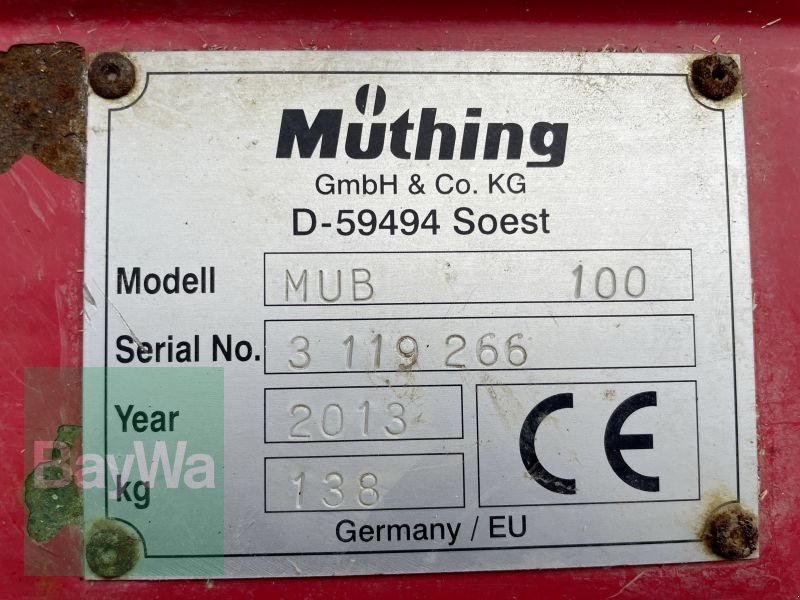 Müthing
GmbH & Co. KG
D-59494 Soest
Modell MUB 100
Serial No. 3 119 266
Year 2013
BayWa
kg 138
CE
Germany / EU